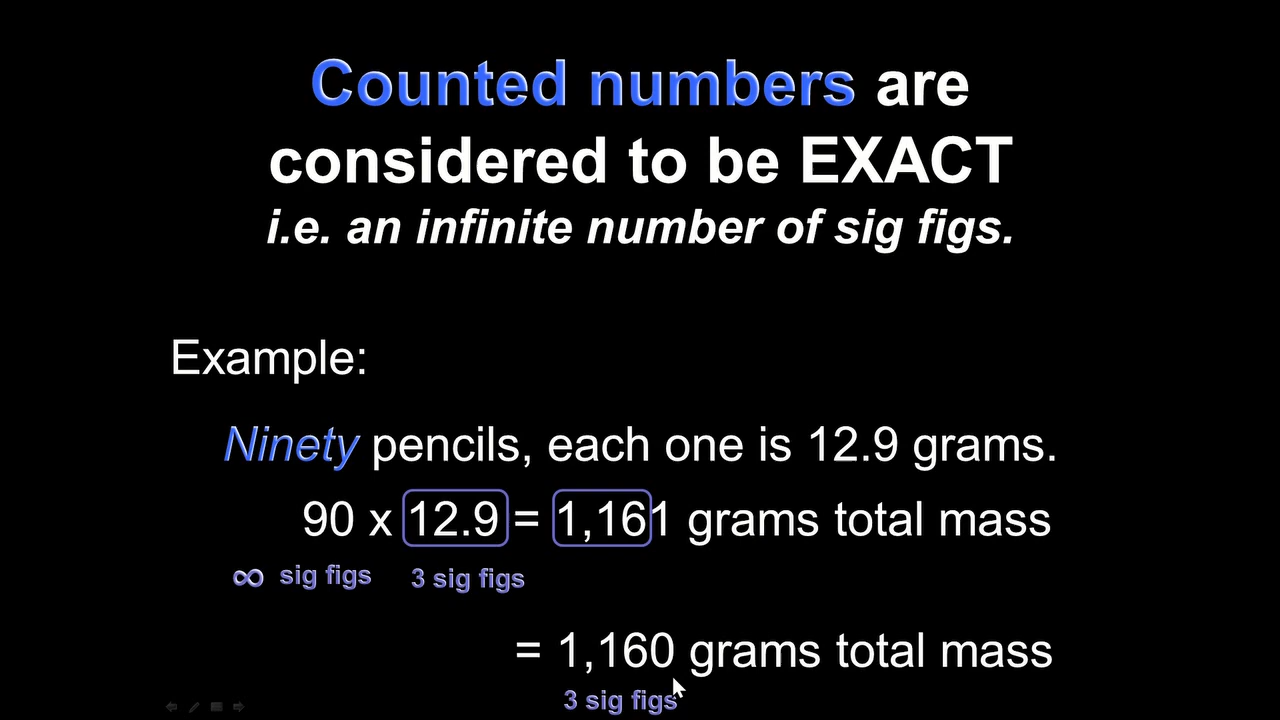 Counted numbers are
considered to be EXACT
i.e. an infinite number of sig figs.
Example:
Ninety pencils, each one is 12.9 grams.
90 x 12.9 = 1,161 grams total mass
∞ sig figs 3 sig figs
= 1,160 grams total mass
3 sig figs